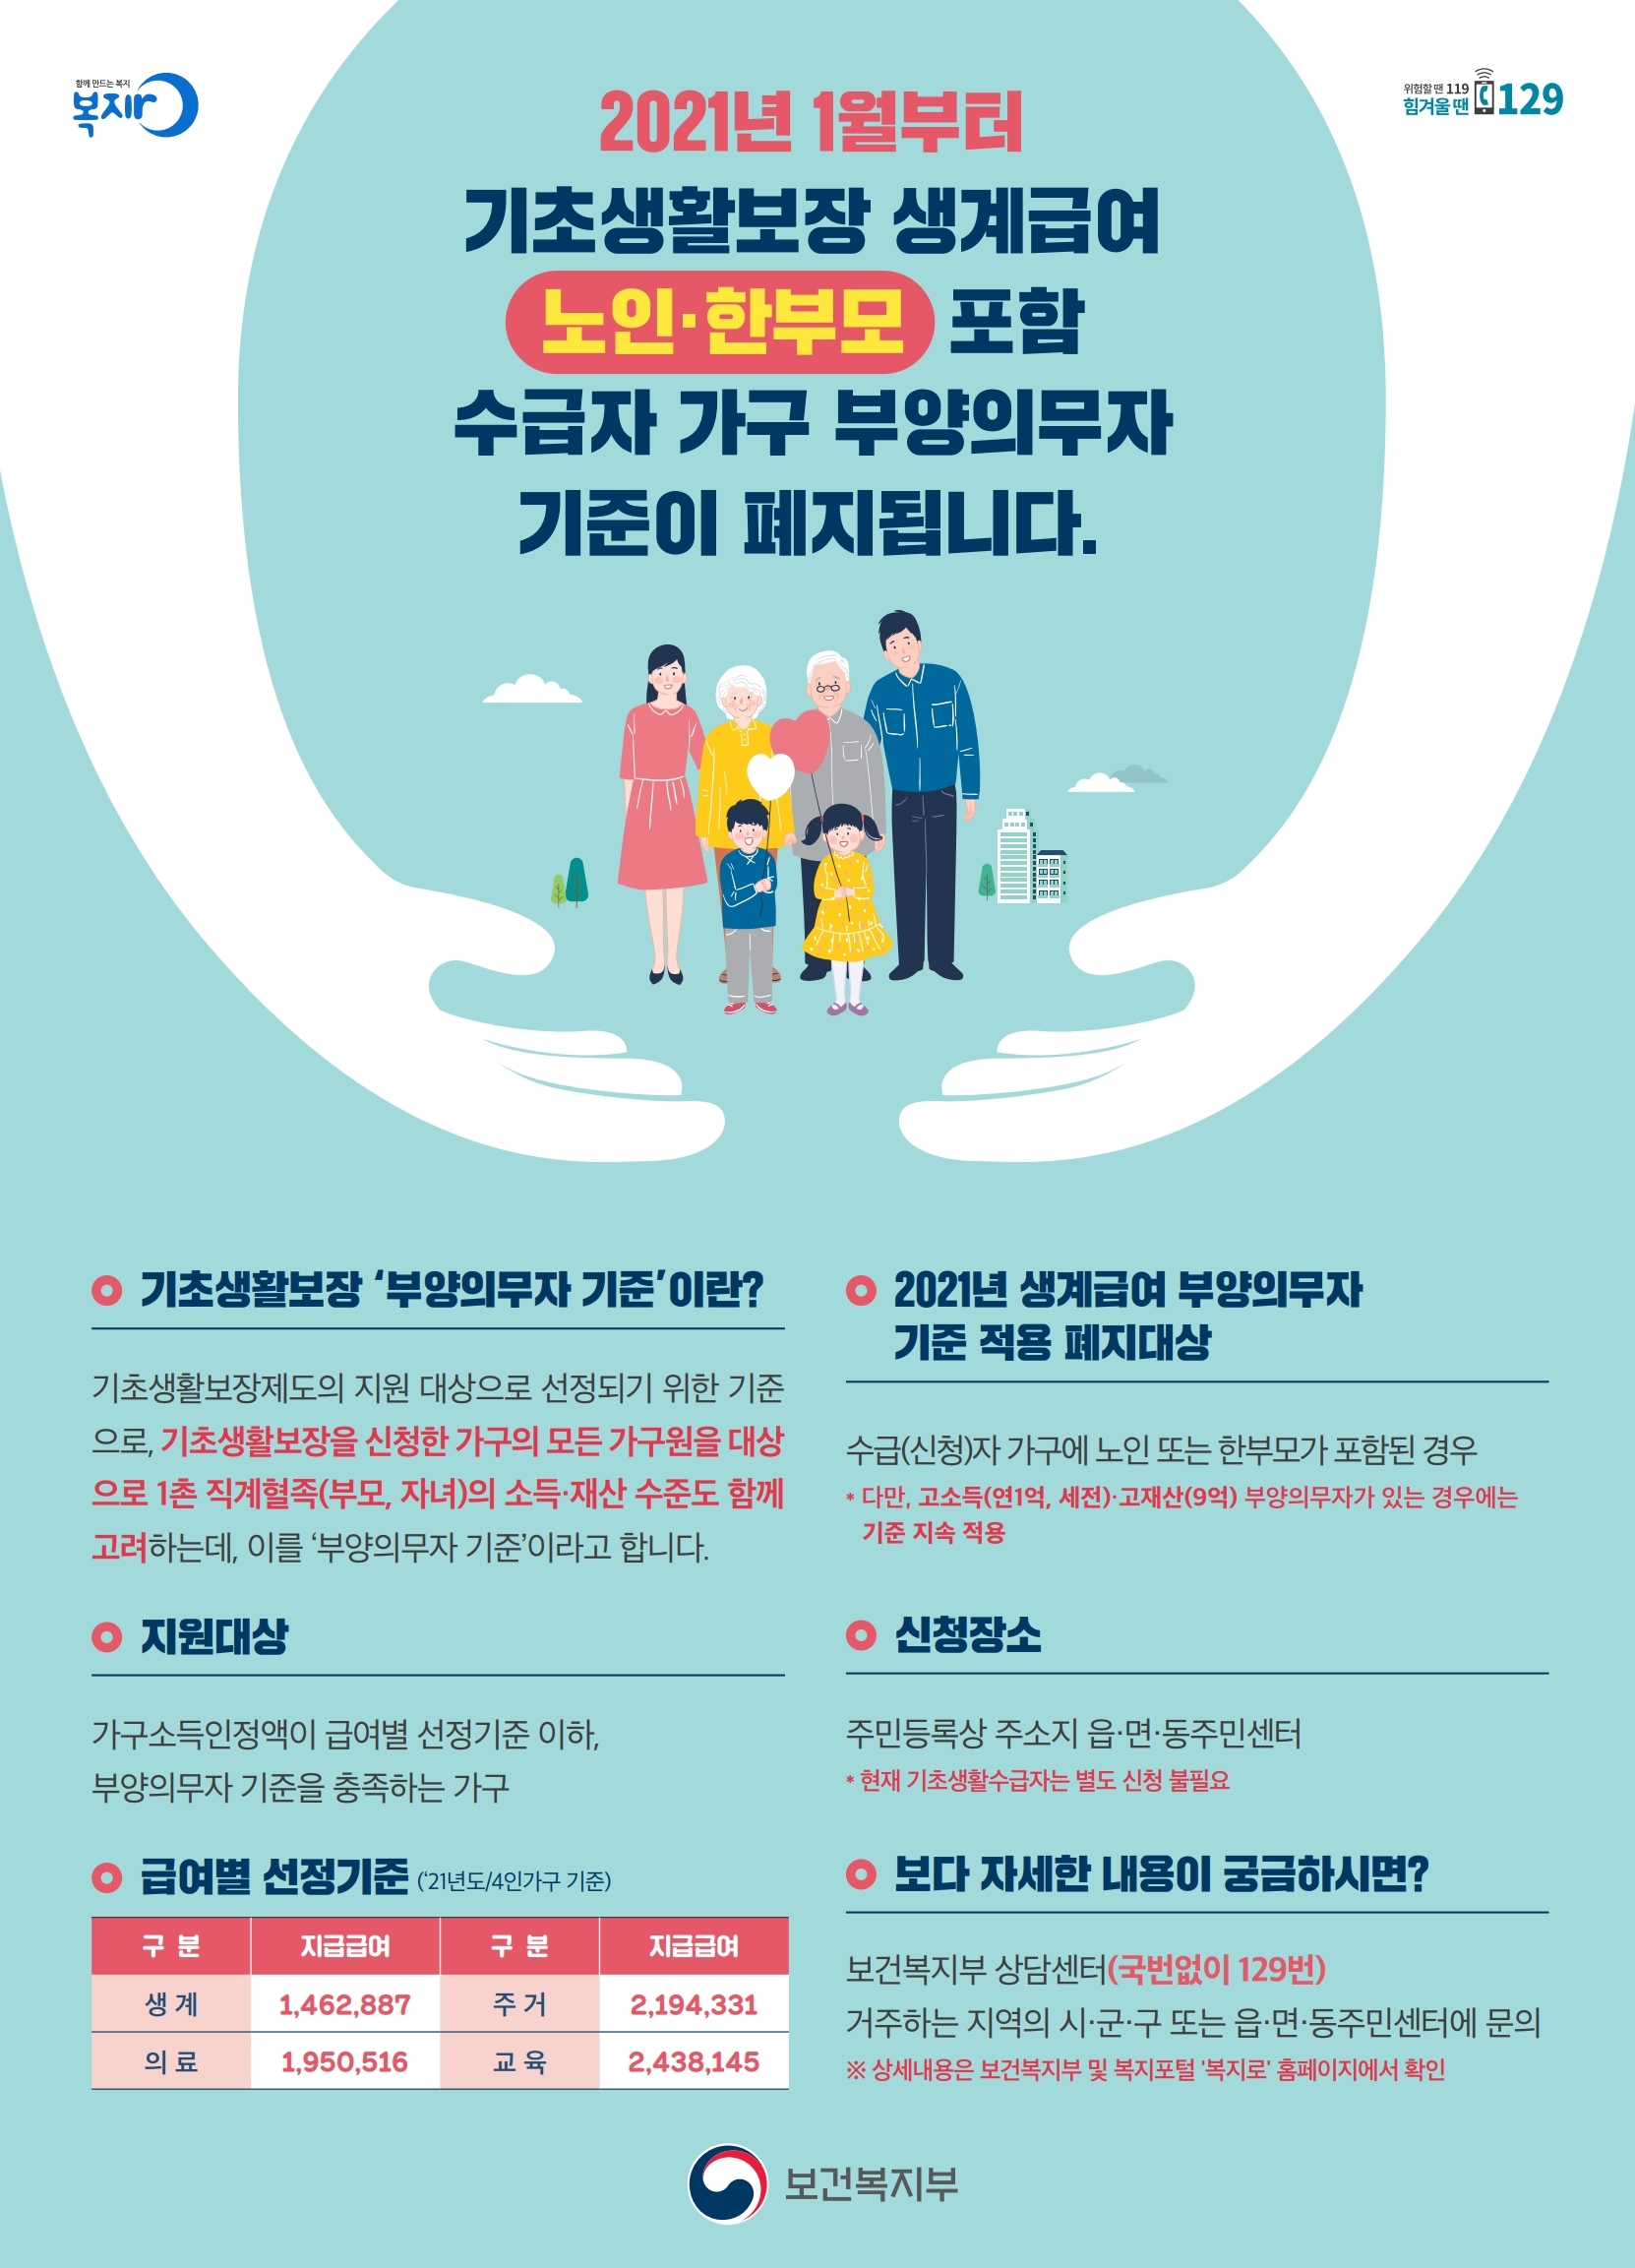 함께 만드는 복지
복지로
위험할 땐 119
힘겨울 땐 129
2021년 1월부터
기초생활보장 생계급여
노인·한부모 포함
수급자 가구 부양의무자
기준이 폐지됩니다.
기초생활보장 ‘부양의무자 기준’이란?
기초생활보장제도의 지원 대상으로 선정되기 위한 기준
으로, 기초생활보장을 신청한 가구의 모든 가구원을 대상
으로 1촌 직계혈족(부모, 자녀)의 소득·재산 수준도 함께
고려하는데, 이를 ‘부양의무자 기준’이라고 합니다.
지원대상
가구소득인정액이 급여별 선정기준 이하,
부양의무자 기준을 충족하는 가구
급여별 선정기준 (‘21년도/4인가구 기준)
구 분 지급급여 구 분 지급급여
생 계 1,462,887 주 거 2,194,331
의 료 1,950,516 교 육 2,438,145
2021년 생계급여 부양의무자
기준 적용 폐지대상
수급(신청)자 가구에 노인 또는 한부모가 포함된 경우
* 다만, 고소득(연1억, 세전)·고재산(9억) 부양의무자가 있는 경우에는
기준 지속 적용
신청장소
주민등록상 주소지 읍·면·동주민센터
* 현재 기초생활수급자는 별도 신청 불필요
보다 자세한 내용이 궁금하시면?
보건복지부 상담센터(국번없이 129번)
거주하는 지역의 시·군·구 또는 읍·면·동주민센터에 문의
※ 상세내용은 보건복지부 및 복지포털 '복지로' 홈페이지에서 확인
보건복지부